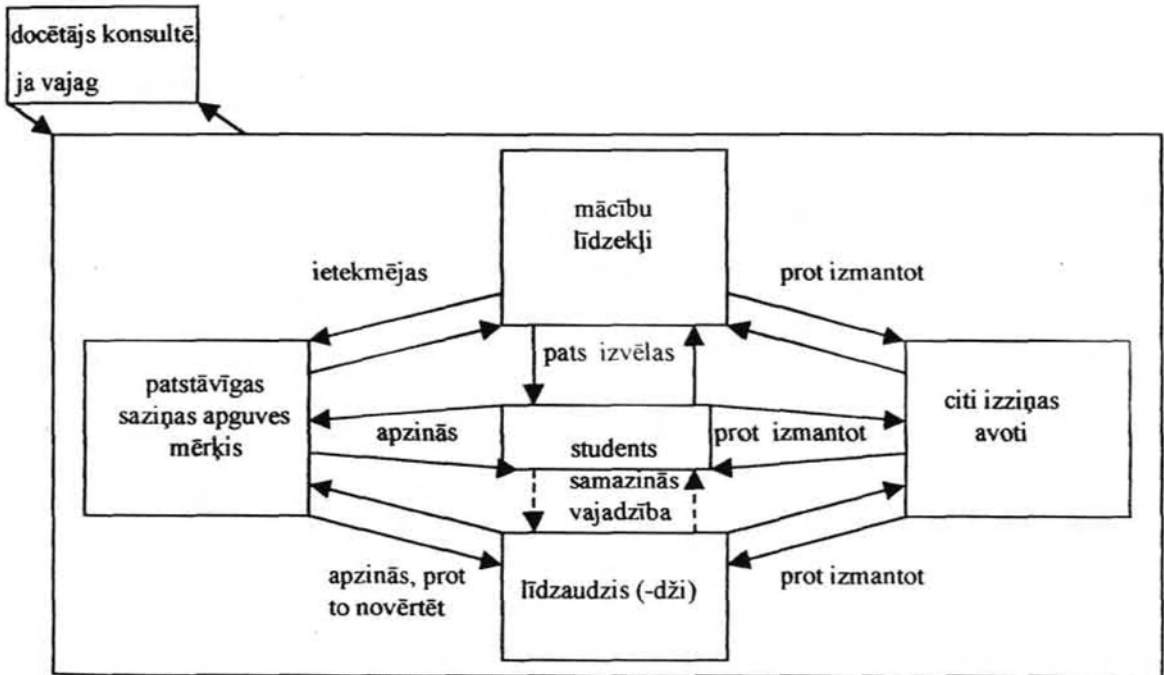 docētājs konsultē
ja vajag
mācību
līdzekļi
ietekmējas
prot izmantot
pats izvēlas
patstāvīgas
saziņas apguves
mērķis
citi izziņas
avoti
apzinās
prot izmantot
students
samazinās
vajadzība
apzinās, prot
to novērtēt
līdzaudzis (-dži)
prot izmantot